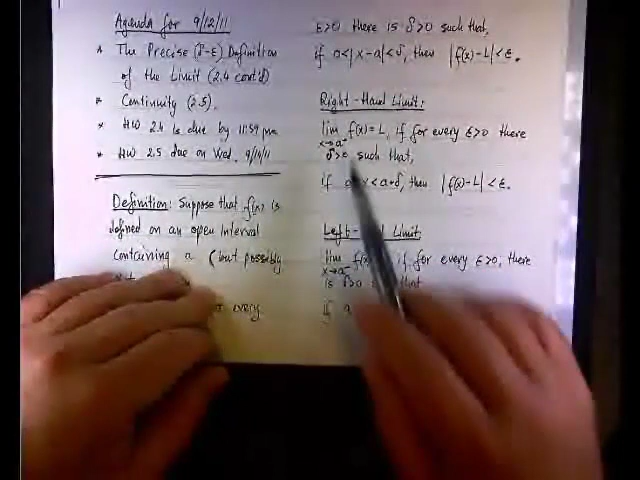 Agenda for 9/12/11
* The Precise (δ-ε) Definition
of the Limit (2.4 cont'd)
* Continuity (2.5).
* HW 2.4 is due by 11:59 pm
* HW 2.5 due on Wed. 9/14/11
Definition: Suppose that f(x) is
defined on an open interval
containing a (but possibly
every
ε>0 there is δ>0 such that,
if 0<|x-a|<δ, then |f(x)-L|<ε.
Right-Hand Limit:
lim f(x)=L, if for every ε>0 there
x→a⁺
δ>0 such that,
if a < a+δ, then |f(x)-L|<ε.
Left- Limit:
lim f(x) if for every ε>0, there
x→a⁻
is δ>0 that
if a